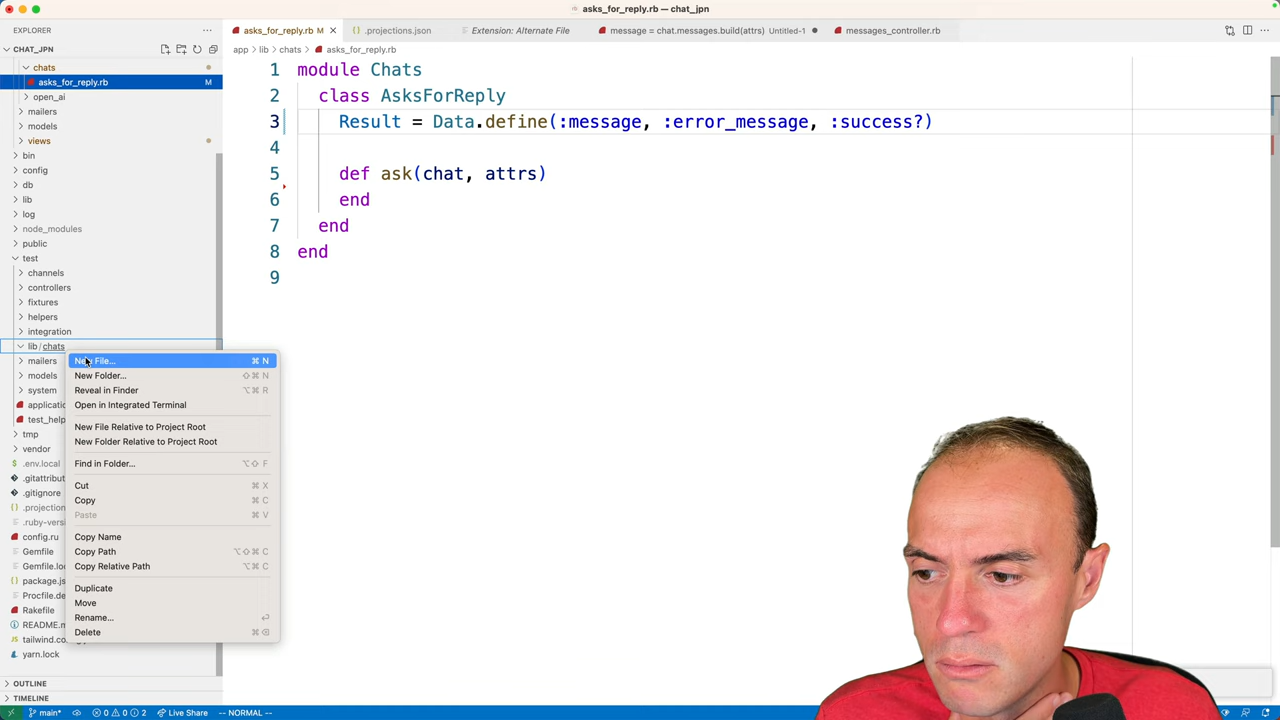 asks_for_reply.rb — chat_jpn
EXPLORER
asks_for_reply.rb M
.projections.json
Extension: Alternate File
message = chat.messages.build(attrs) Untitled-1
messages_controller.rb
CHAT_JPN
app > lib > chats > asks_for_reply.rb
chats
asks_for_reply.rb M
open_ai
mailers
models
views
bin
config
db
lib
log
node_modules
public
test
channels
controllers
fixtures
helpers
integration
lib / chats
mailers
models
system
applicatio
test_help
tmp
vendor
.env.local
.gitattribut
.gitignore
.projection
.ruby-versi
config.ru
Gemfile
Gemfile.loc
package.js
Procfile.de
Rakefile
README.m
tailwind.co
yarn.lock
OUTLINE
TIMELINE
1 module Chats
2 class AsksForReply
3 Result = Data.define(:message, :error_message, :success?)
4
5 def ask(chat, attrs)
6 end
7 end
8 end
9
New File... ⌘ N
New Folder... ⇧⌘ N
Reveal in Finder ⌥⌘ R
Open in Integrated Terminal
New File Relative to Project Root
New Folder Relative to Project Root
Find in Folder... ⌥⇧ F
Cut ⌘ X
Copy ⌘ C
Paste ⌘ V
Copy Name
Copy Path ⌥⇧⌘ C
Copy Relative Path ⌥⌘ C
Duplicate
Move
Rename...
Delete ⌘⌫
main* 0 0 2 Live Share -- NORMAL --